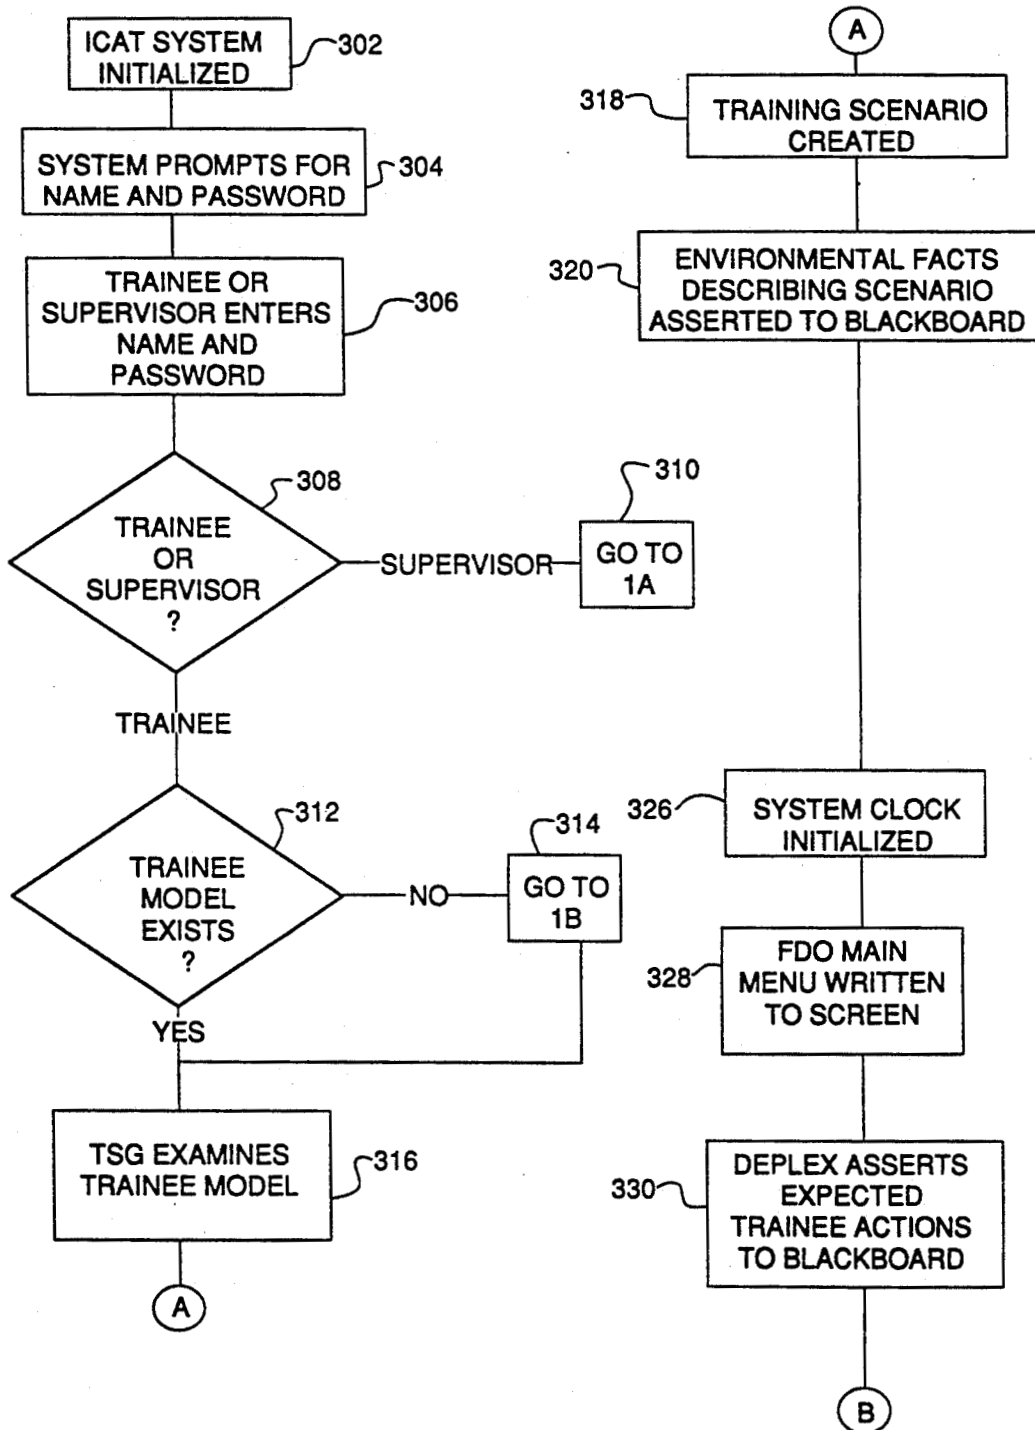 ICAT SYSTEM
INITIALIZED
302
SYSTEM PROMPTS FOR
NAME AND PASSWORD
304
TRAINEE OR
SUPERVISOR ENTERS
NAME AND
PASSWORD
306
308
TRAINEE
OR
SUPERVISOR
?
SUPERVISOR
310
GO TO
1A
TRAINEE
312
TRAINEE
MODEL
EXISTS
?
NO
314
GO TO
1B
YES
TSG EXAMINES
TRAINEE MODEL
316
A
A
318
TRAINING SCENARIO
CREATED
320
ENVIRONMENTAL FACTS
DESCRIBING SCENARIO
ASSERTED TO BLACKBOARD
326
SYSTEM CLOCK
INITIALIZED
328
FDO MAIN
MENU WRITTEN
TO SCREEN
330
DEPLEX ASSERTS
EXPECTED
TRAINEE ACTIONS
TO BLACKBOARD
B